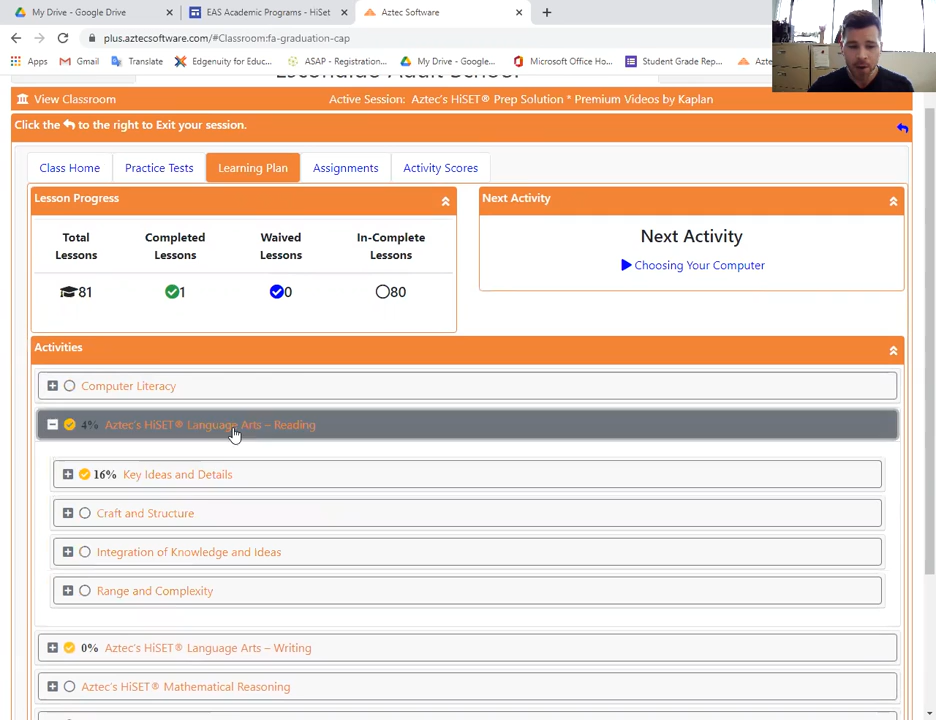 My Drive - Google Drive
EAS Academic Programs - HiSet
Aztec Software
plus.aztecsoftware.com/#Classroom:fa-graduation-cap
Apps
Gmail
Translate
Edgenuity for Educ...
ASAP - Registration...
My Drive - Google...
Microsoft Office Ho...
Student Grade Rep...
Escondido Adult School
View Classroom
Active Session: Aztec's HiSET® Prep Solution * Premium Videos by Kaplan
Click the to the right to Exit your session.
Class Home
Practice Tests
Learning Plan
Assignments
Activity Scores
Lesson Progress
Next Activity
Total Lessons
Completed Lessons
Waived Lessons
In-Complete Lessons
81
1
0
80
Next Activity
Choosing Your Computer
Activities
Computer Literacy
4% Aztec's HiSET® Language Arts – Reading
16% Key Ideas and Details
Craft and Structure
Integration of Knowledge and Ideas
Range and Complexity
0% Aztec's HiSET® Language Arts – Writing
Aztec's HiSET® Mathematical Reasoning